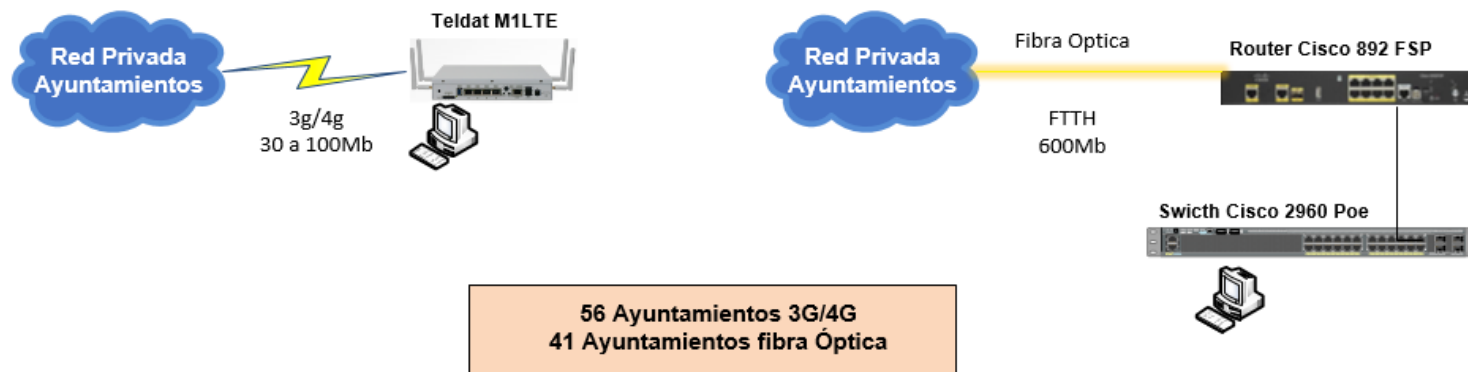 Teldat M1LTE
Red Privada
Ayuntamientos
3g/4g
30 a 100Mb
Red Privada
Ayuntamientos
Fibra Optica
FTTH
600Mb
Router Cisco 892 FSP
Swicth Cisco 2960 Poe
56 Ayuntamientos 3G/4G
41 Ayuntamientos fibra Óptica